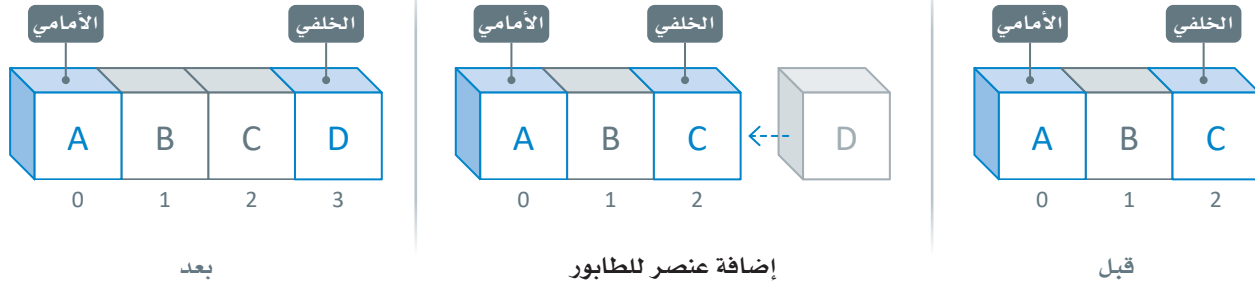 الأمامي الخلفي
A B C
0 1 2
قبل
الأمامي الخلفي
A B C D
0 1 2
إضافة عنصر للطابور
الأمامي الخلفي
A B C D
0 1 2 3
بعد